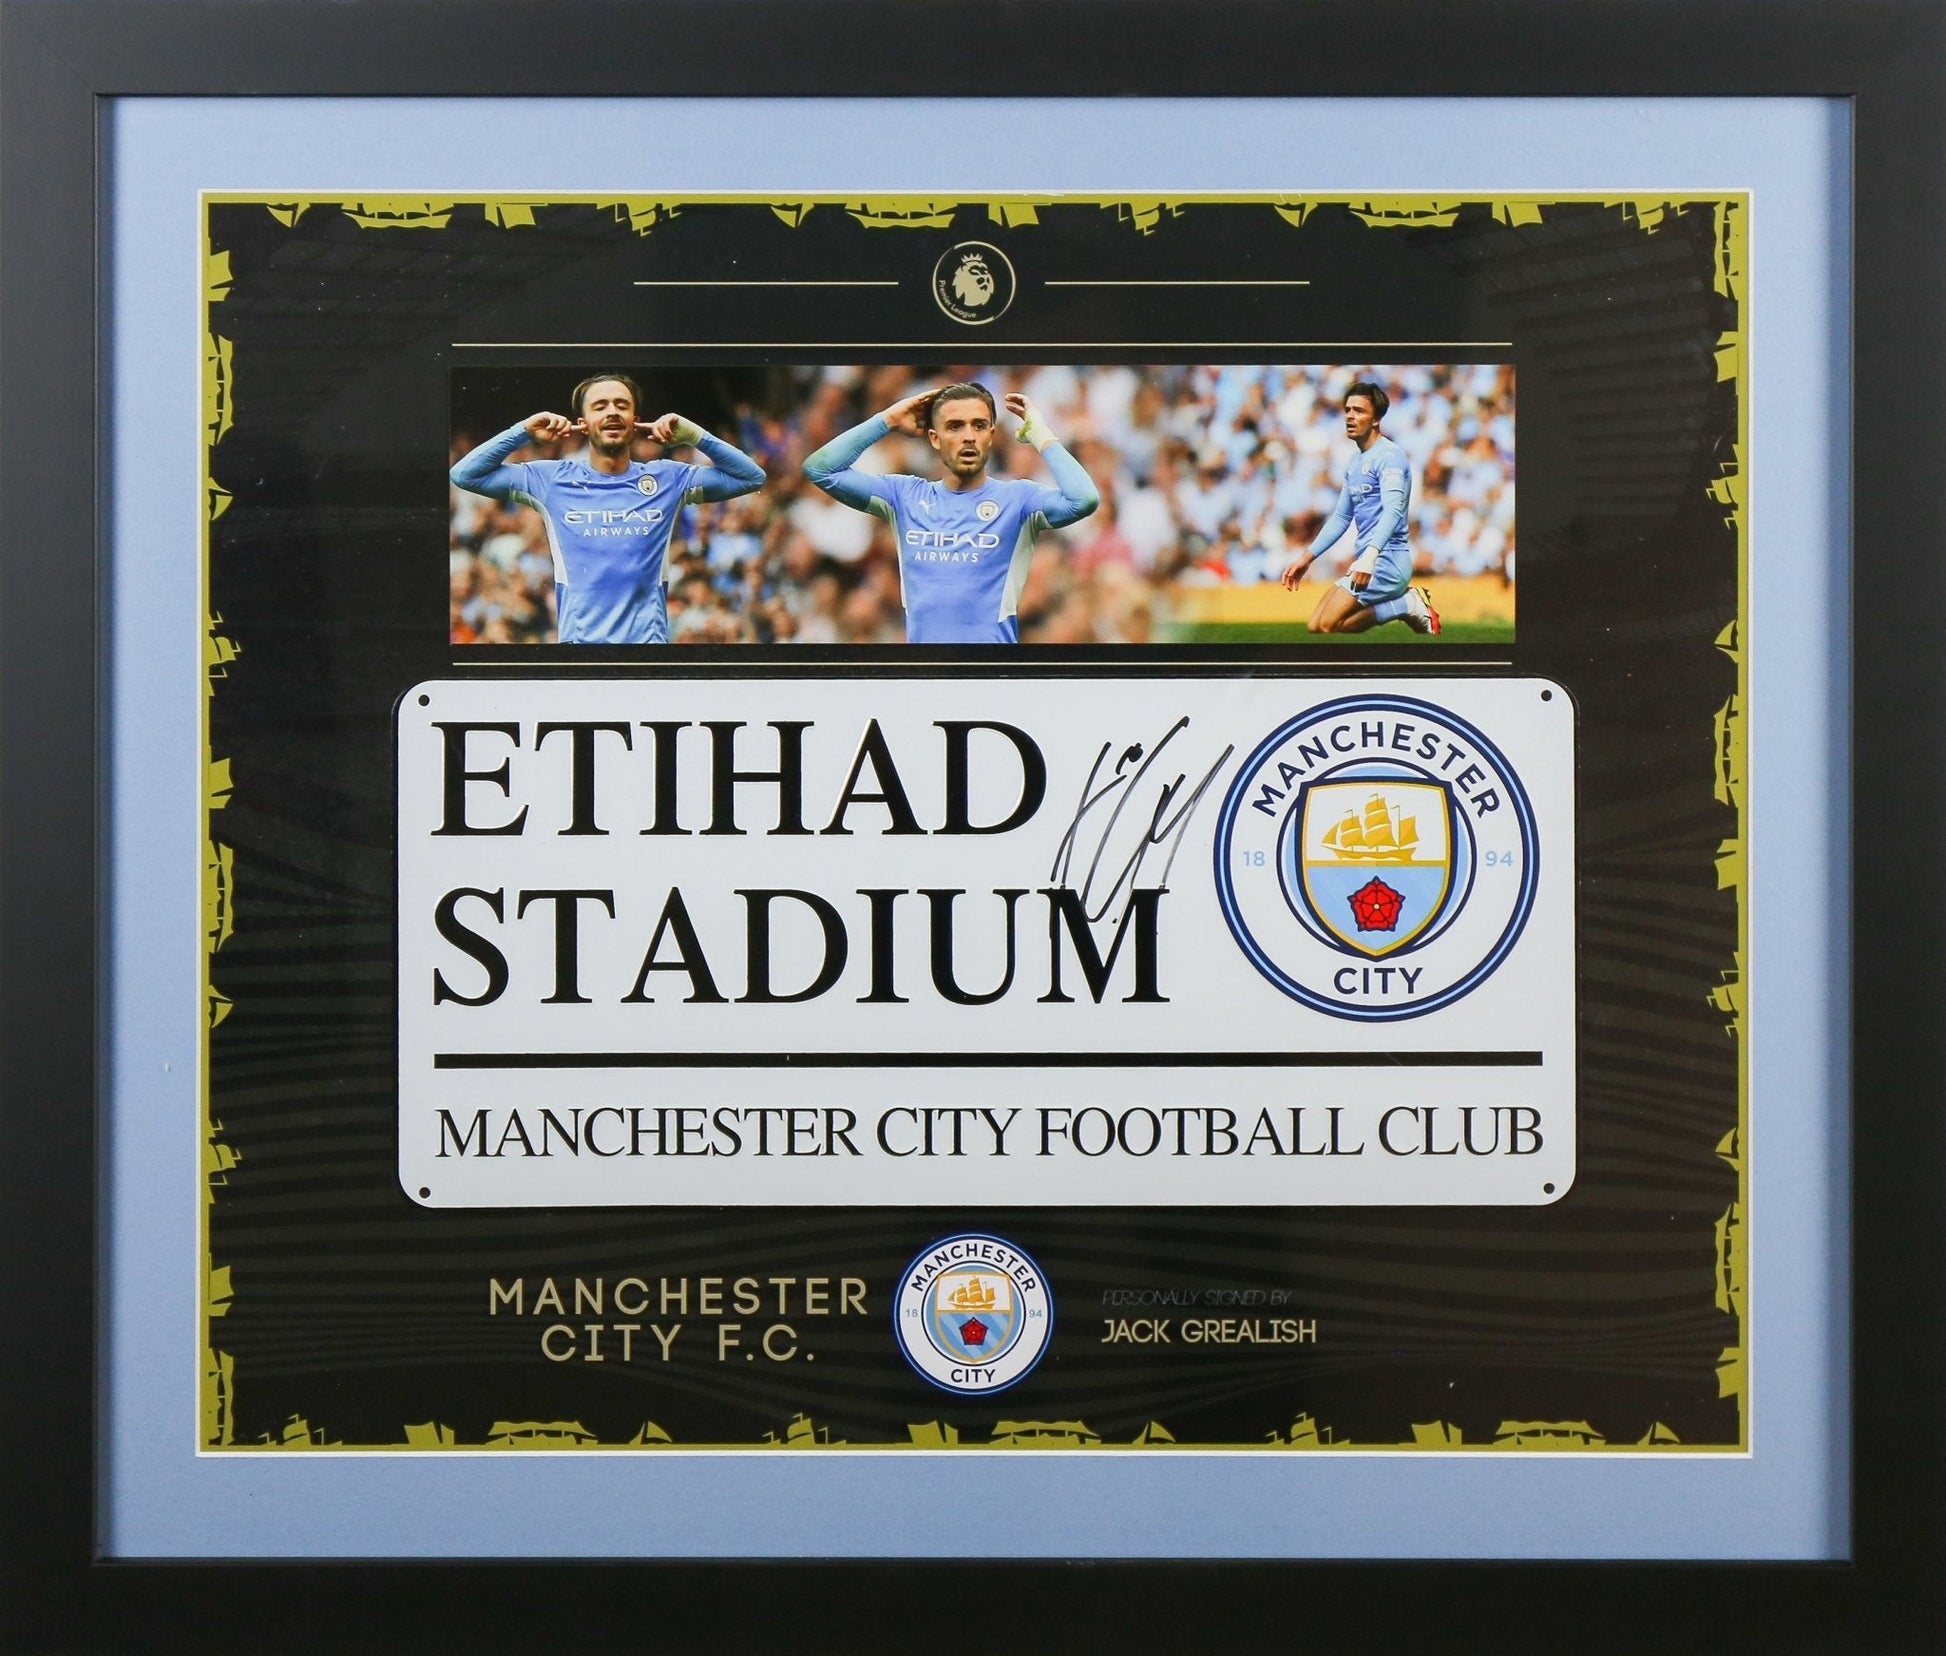 Premier League
ETIHAD
AIRWAYS
ETIHAD
AIRWAYS
ETIHAD
STADIUM
MANCHESTER
18 94
CITY
MANCHESTER CITY FOOTBALL CLUB
MANCHESTER
CITY F.C.
MANCHESTER
18 94
CITY
PERSONALLY SIGNED BY
JACK GREALISH